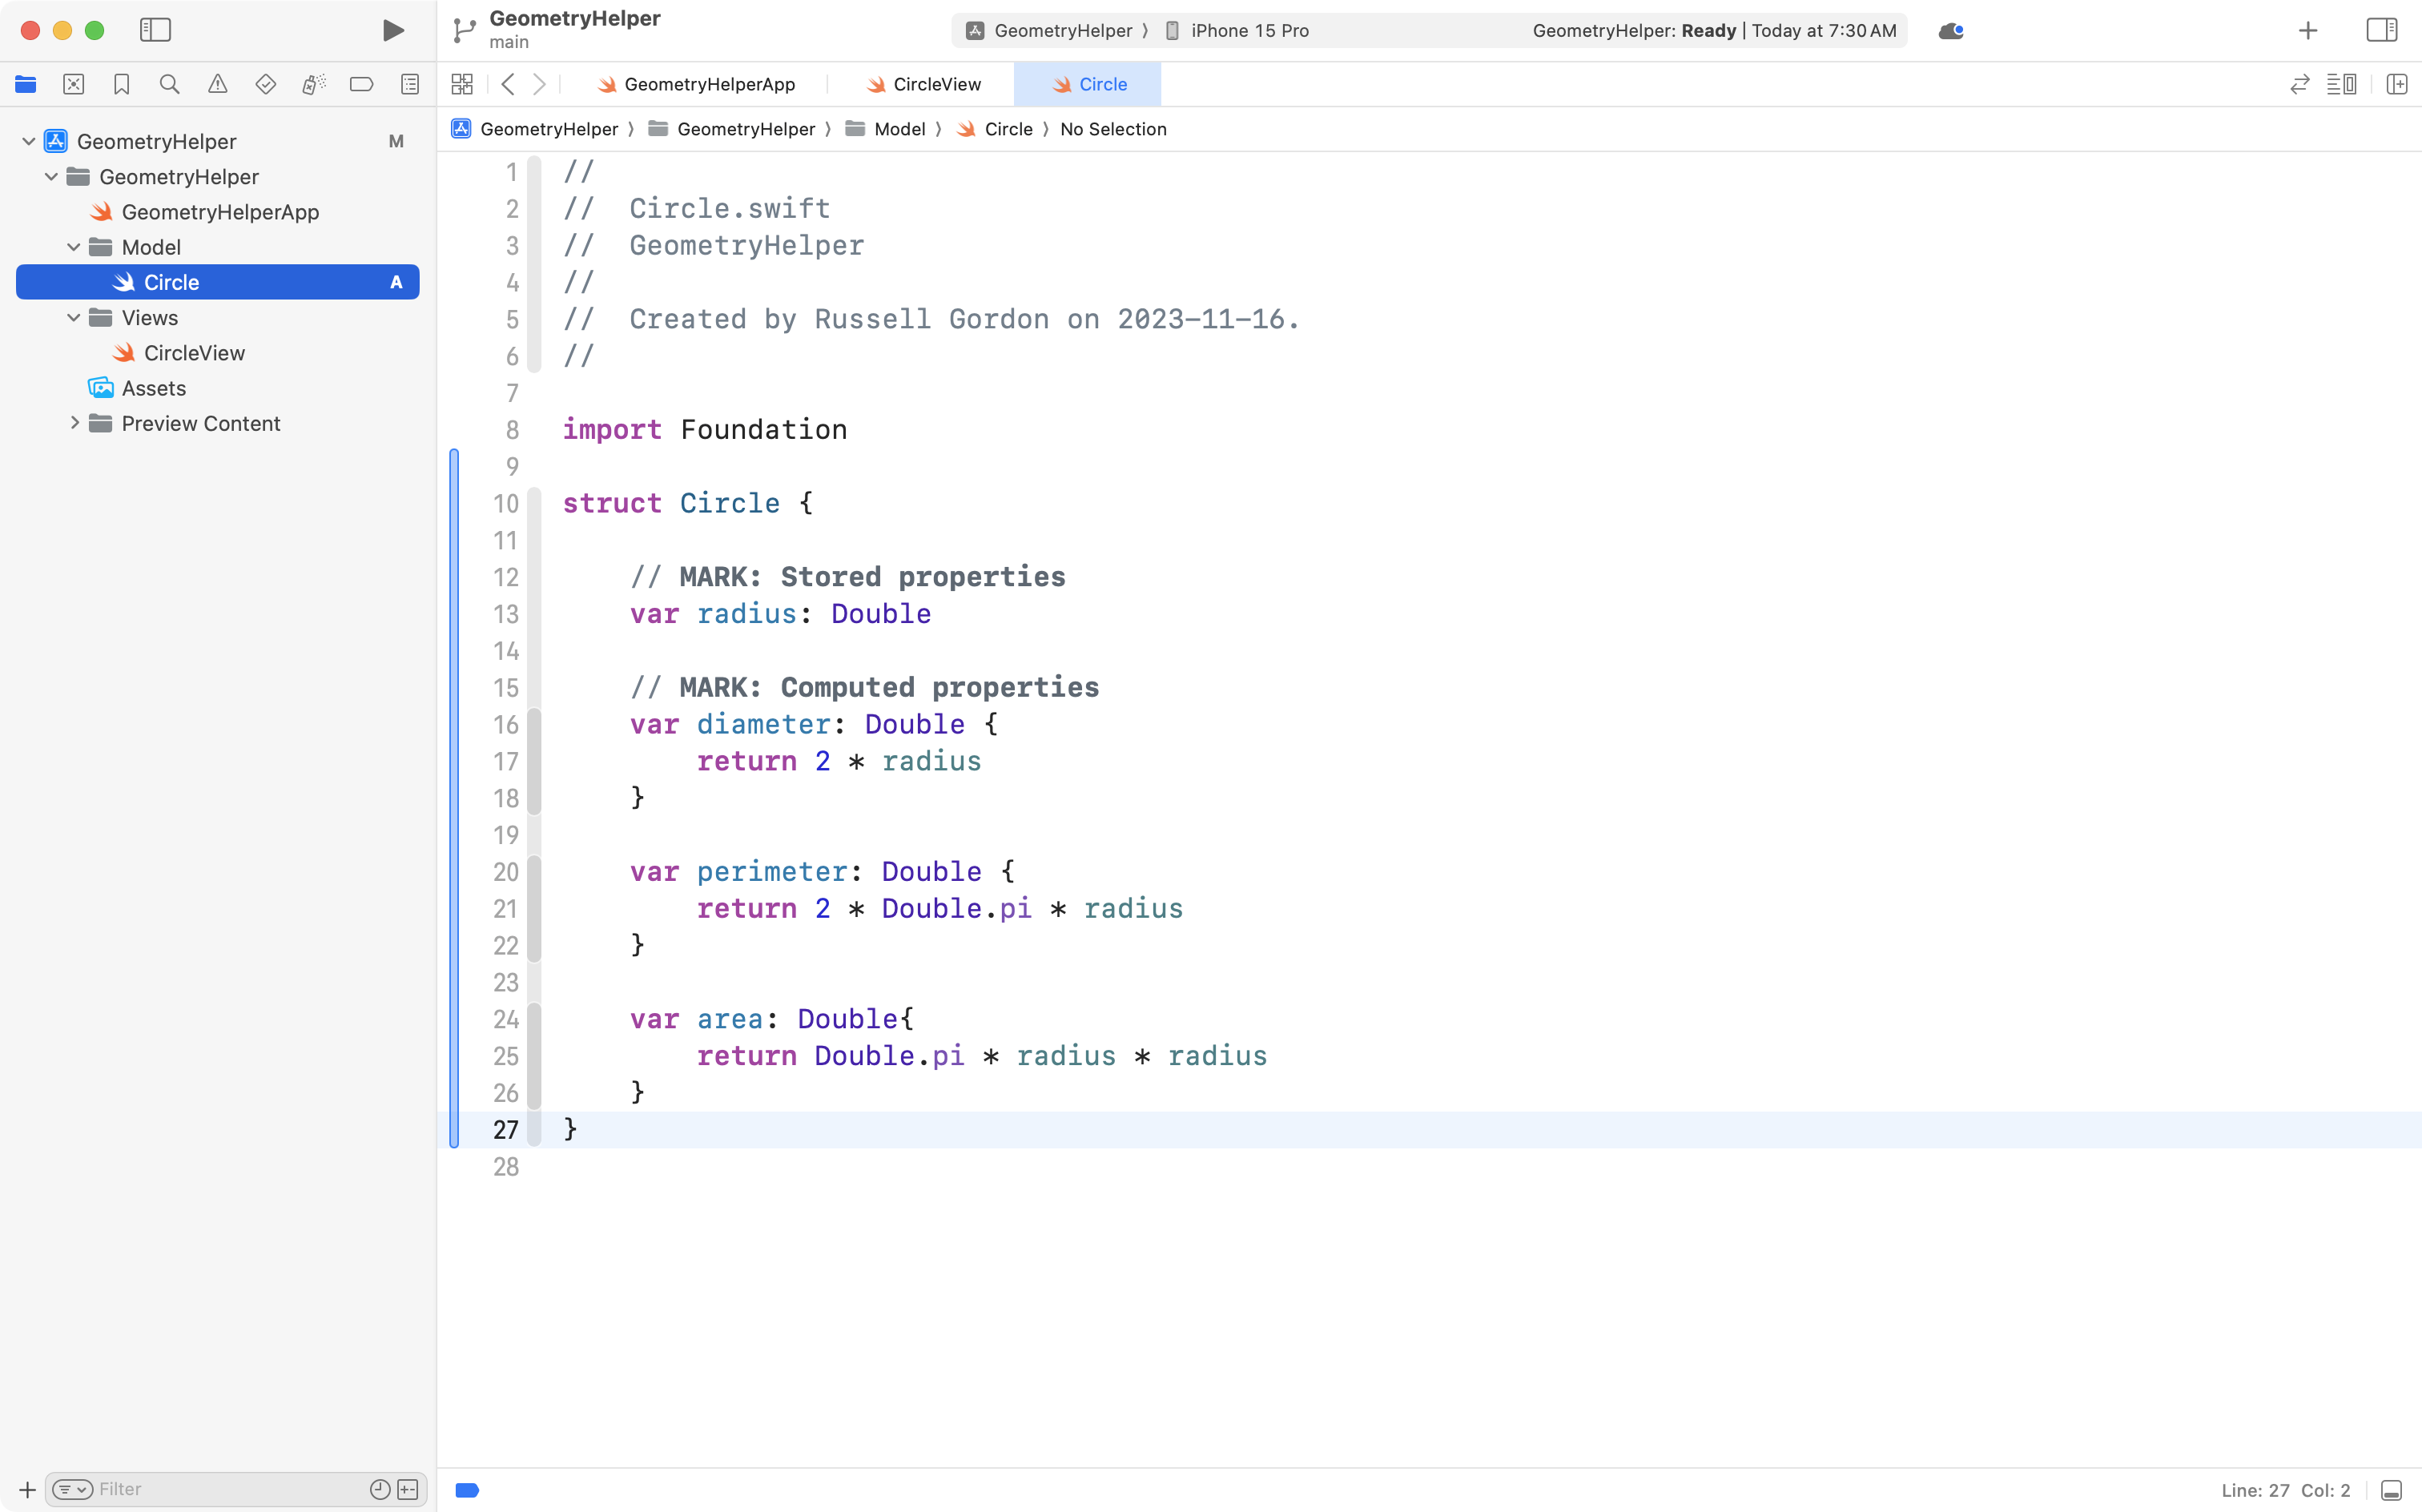 GeometryHelper
main
GeometryHelper 〉 iPhone 15 Pro
GeometryHelper: Ready | Today at 7:30 AM
GeometryHelperApp
CircleView
Circle
GeometryHelper 〉 GeometryHelper 〉 Model 〉 Circle 〉 No Selection
GeometryHelper M
GeometryHelper
GeometryHelperApp
Model
Circle A
Views
CircleView
Assets
Preview Content
1 //
2 //  Circle.swift
3 //  GeometryHelper
4 //
5 //  Created by Russell Gordon on 2023-11-16.
6 //
7
8 import Foundation
9
10 struct Circle {
11
12     // MARK: Stored properties
13     var radius: Double
14
15     // MARK: Computed properties
16     var diameter: Double {
17         return 2 * radius
18     }
19
20     var perimeter: Double {
21         return 2 * Double.pi * radius
22     }
23
24     var area: Double{
25         return Double.pi * radius * radius
26     }
27 }
28
Filter
Line: 27 Col: 2